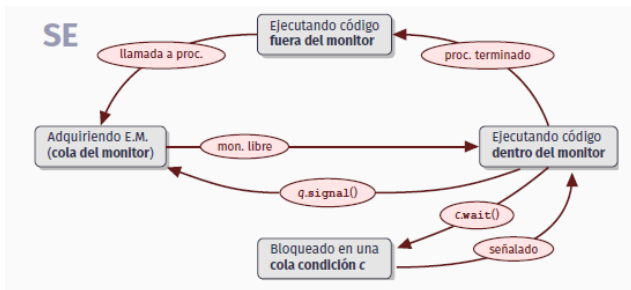 SE
Ejecutando código
fuera del monitor
llamada a proc.
proc. terminado
Adquiriendo E.M.
(cola del monitor)
mon. libre
Ejecutando código
dentro del monitor
q.signal()
c.wait()
Bloqueado en una
cola condición c
señalado